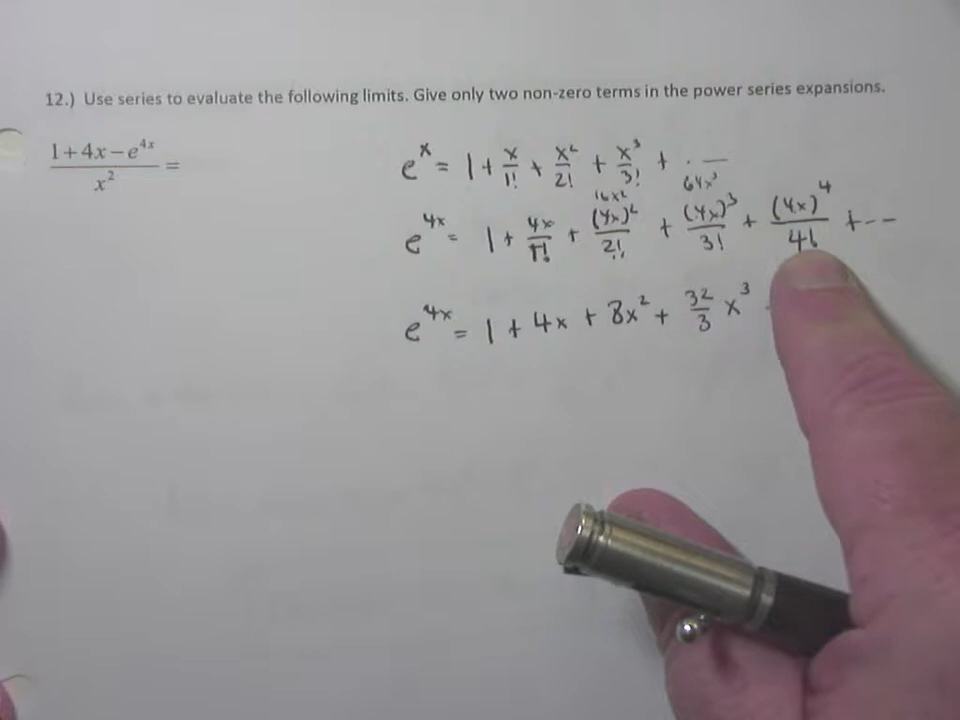 12.) Use series to evaluate the following limits. Give only two non-zero terms in the power series expansions.
(1+4x−e^{4x})/x² =
e^x = 1 + x/1! + x²/2! + x³/3! + . —
16x² 64x³
e^{4x} = 1 + 4x/1! + (4x)²/2! + (4x)³/3! + (4x)⁴/4! + --
e^{4x} = 1 + 4x + 8x² + 32/3 x³